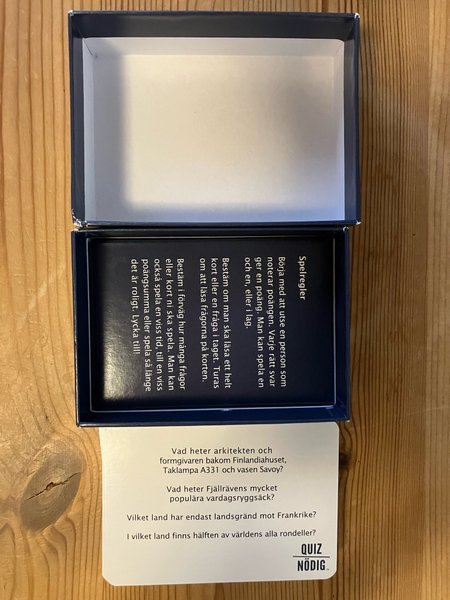 Spelregler
Börja med att utse en person som
noterar poängen. Varje rätt svar
ger en poäng. Man kan spela en
och en, eller i lag.
Bestäm om man ska läsa ett helt
kort eller en fråga i taget. Turas
om att läsa frågorna på korten.
Bestäm i förväg hur många frågor
eller kort ni ska spela. Man kan
också spela en viss tid, till en viss
poängsumma eller spela så länge
det är roligt. Lycka till!
Vad heter arkitekten och
formgivaren bakom Finlandiahuset,
Taklampa A331 och vasen Savoy?
Vad heter Fjällrävens mycket
populära vardagsryggsäck?
Vilket land har endast landsgränd mot Frankrike?
I vilket land finns hälften av världens alla rondeller?
QUIZ
NÖDIG